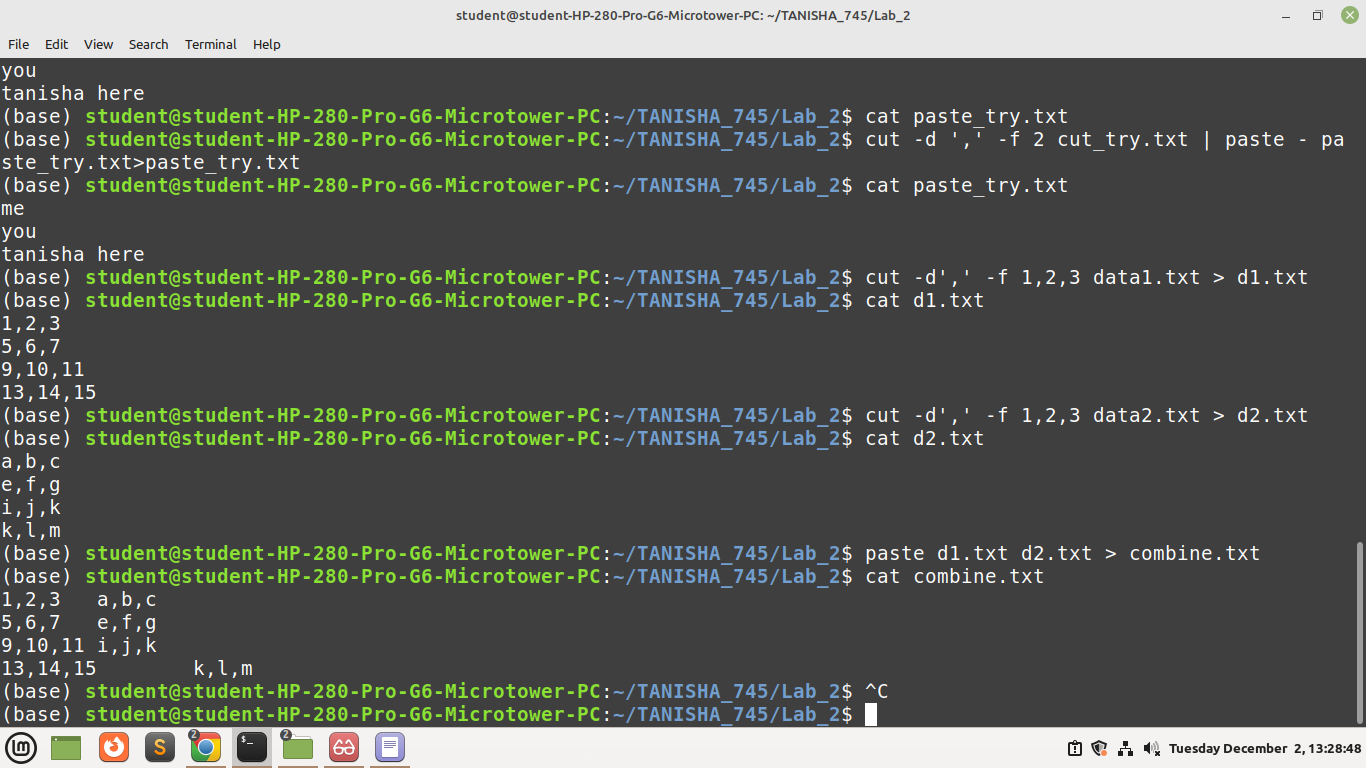 student@student-HP-280-Pro-G6-Microtower-PC: ~/TANISHA_745/Lab_2
File Edit View Search Terminal Help
you
tanisha here
(base) student@student-HP-280-Pro-G6-Microtower-PC:~/TANISHA_745/Lab_2$ cat paste_try.txt
(base) student@student-HP-280-Pro-G6-Microtower-PC:~/TANISHA_745/Lab_2$ cut -d ',' -f 2 cut_try.txt | paste - pa
ste_try.txt>paste_try.txt
(base) student@student-HP-280-Pro-G6-Microtower-PC:~/TANISHA_745/Lab_2$ cat paste_try.txt
me
you
tanisha here
(base) student@student-HP-280-Pro-G6-Microtower-PC:~/TANISHA_745/Lab_2$ cut -d',' -f 1,2,3 data1.txt > d1.txt
(base) student@student-HP-280-Pro-G6-Microtower-PC:~/TANISHA_745/Lab_2$ cat d1.txt
1,2,3
5,6,7
9,10,11
13,14,15
(base) student@student-HP-280-Pro-G6-Microtower-PC:~/TANISHA_745/Lab_2$ cut -d',' -f 1,2,3 data2.txt > d2.txt
(base) student@student-HP-280-Pro-G6-Microtower-PC:~/TANISHA_745/Lab_2$ cat d2.txt
a,b,c
e,f,g
i,j,k
k,l,m
(base) student@student-HP-280-Pro-G6-Microtower-PC:~/TANISHA_745/Lab_2$ paste d1.txt d2.txt > combine.txt
(base) student@student-HP-280-Pro-G6-Microtower-PC:~/TANISHA_745/Lab_2$ cat combine.txt
1,2,3   a,b,c
5,6,7   e,f,g
9,10,11 i,j,k
13,14,15        k,l,m
(base) student@student-HP-280-Pro-G6-Microtower-PC:~/TANISHA_745/Lab_2$ ^C
(base) student@student-HP-280-Pro-G6-Microtower-PC:~/TANISHA_745/Lab_2$
lm S 2 $_ 2 Tuesday December 2, 13:28:48